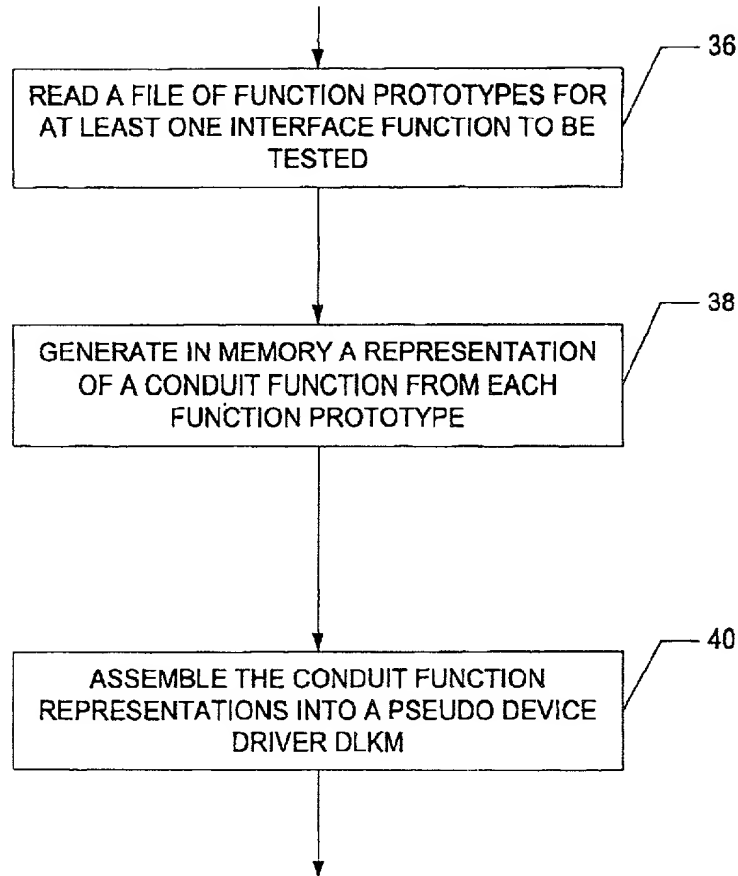 36
READ A FILE OF FUNCTION PROTOTYPES FOR
AT LEAST ONE INTERFACE FUNCTION TO BE
TESTED
38
GENERATE IN MEMORY A REPRESENTATION
OF A CONDUIT FUNCTION FROM EACH
FUNCTION PROTOTYPE
40
ASSEMBLE THE CONDUIT FUNCTION
REPRESENTATIONS INTO A PSEUDO DEVICE
DRIVER DLKM